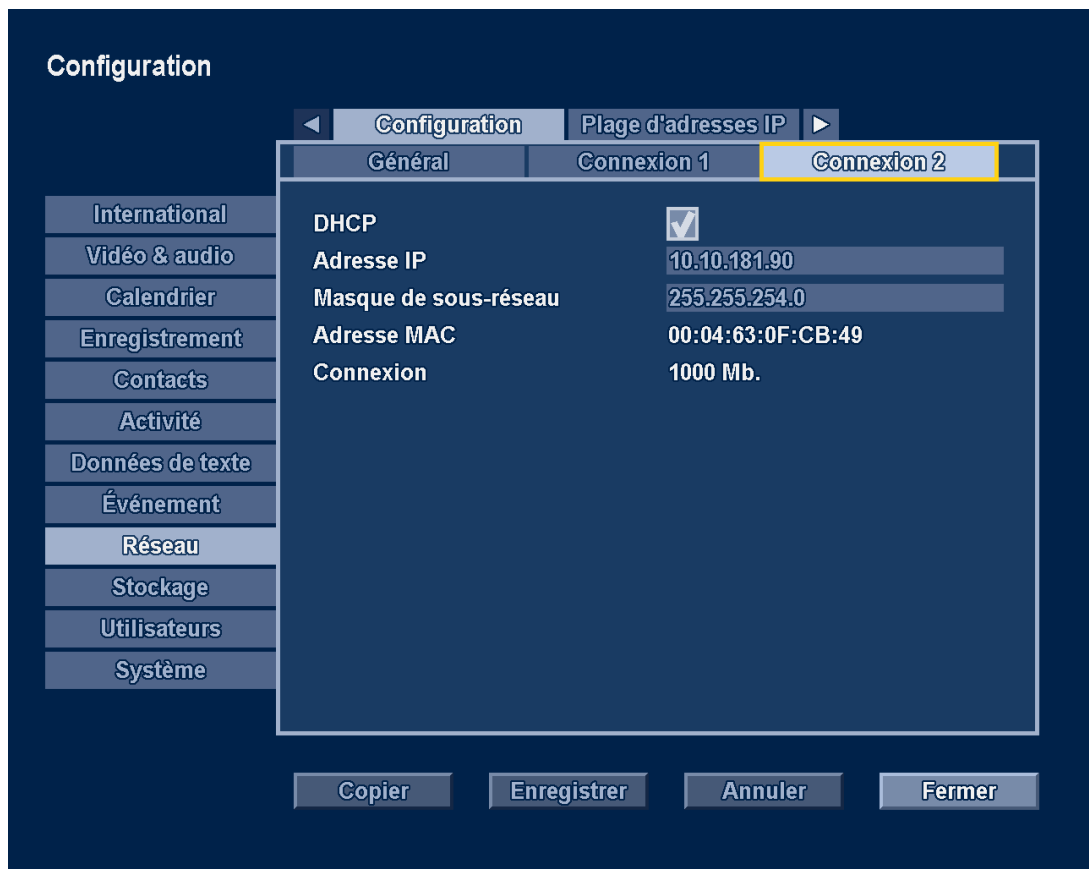 Configuration
Configuration Plage d'adresses IP
Général Connexion 1 Connexion 2
International
Vidéo & audio
Calendrier
Enregistrement
Contacts
Activité
Données de texte
Événement
Réseau
Stockage
Utilisateurs
Système
DHCP
Adresse IP 10.10.181.90
Masque de sous-réseau 255.255.254.0
Adresse MAC 00:04:63:0F:CB:49
Connexion 1000 Mb.
Copier Enregistrer Annuler Fermer